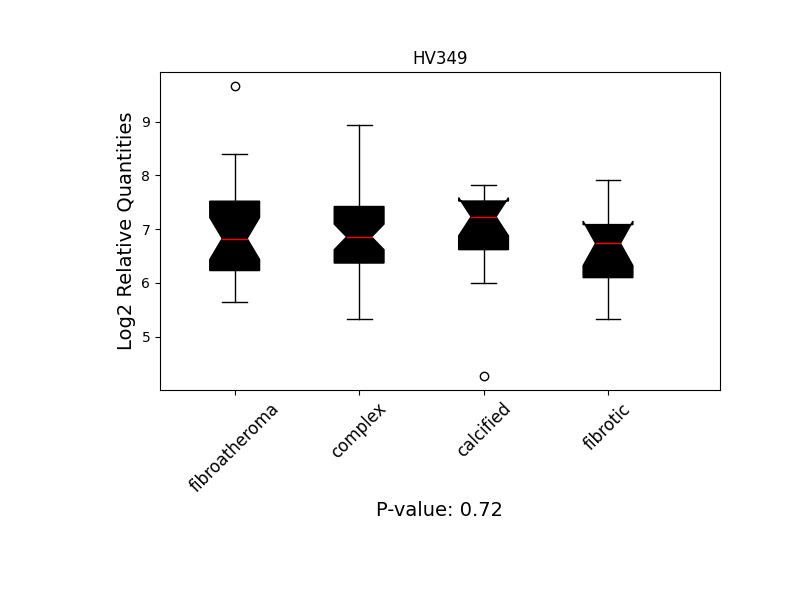 HV349
Log2 Relative Quantities
9
8
7
6
5
fibroatheroma
complex
calcified
fibrotic
P-value: 0.72